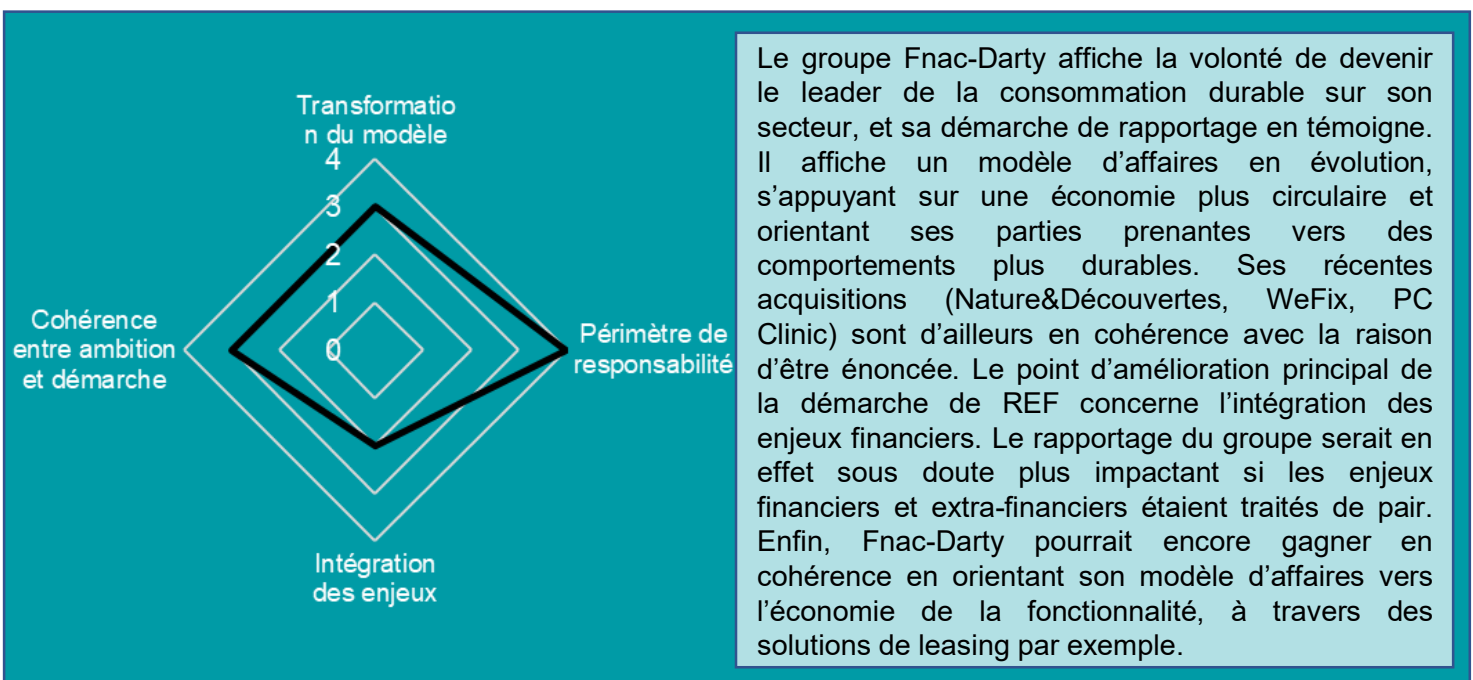 Transformatio
n du modèle
4
3
2
1
0
Cohérence
entre ambition
et démarche
Périmètre de
responsabilité
Intégration
des enjeux
Le groupe Fnac-Darty affiche la volonté de devenir
le leader de la consommation durable sur son
secteur, et sa démarche de rapportage en témoigne.
Il affiche un modèle d’affaires en évolution,
s’appuyant sur une économie plus circulaire et
orientant ses parties prenantes vers des
comportements plus durables. Ses récentes
acquisitions (Nature&Découvertes, WeFix, PC
Clinic) sont d’ailleurs en cohérence avec la raison
d’être énoncée. Le point d’amélioration principal de
la démarche de REF concerne l’intégration des
enjeux financiers. Le rapportage du groupe serait en
effet sous doute plus impactant si les enjeux
financiers et extra-financiers étaient traités de pair.
Enfin, Fnac-Darty pourrait encore gagner en
cohérence en orientant son modèle d’affaires vers
l’économie de la fonctionnalité, à travers des
solutions de leasing par exemple.